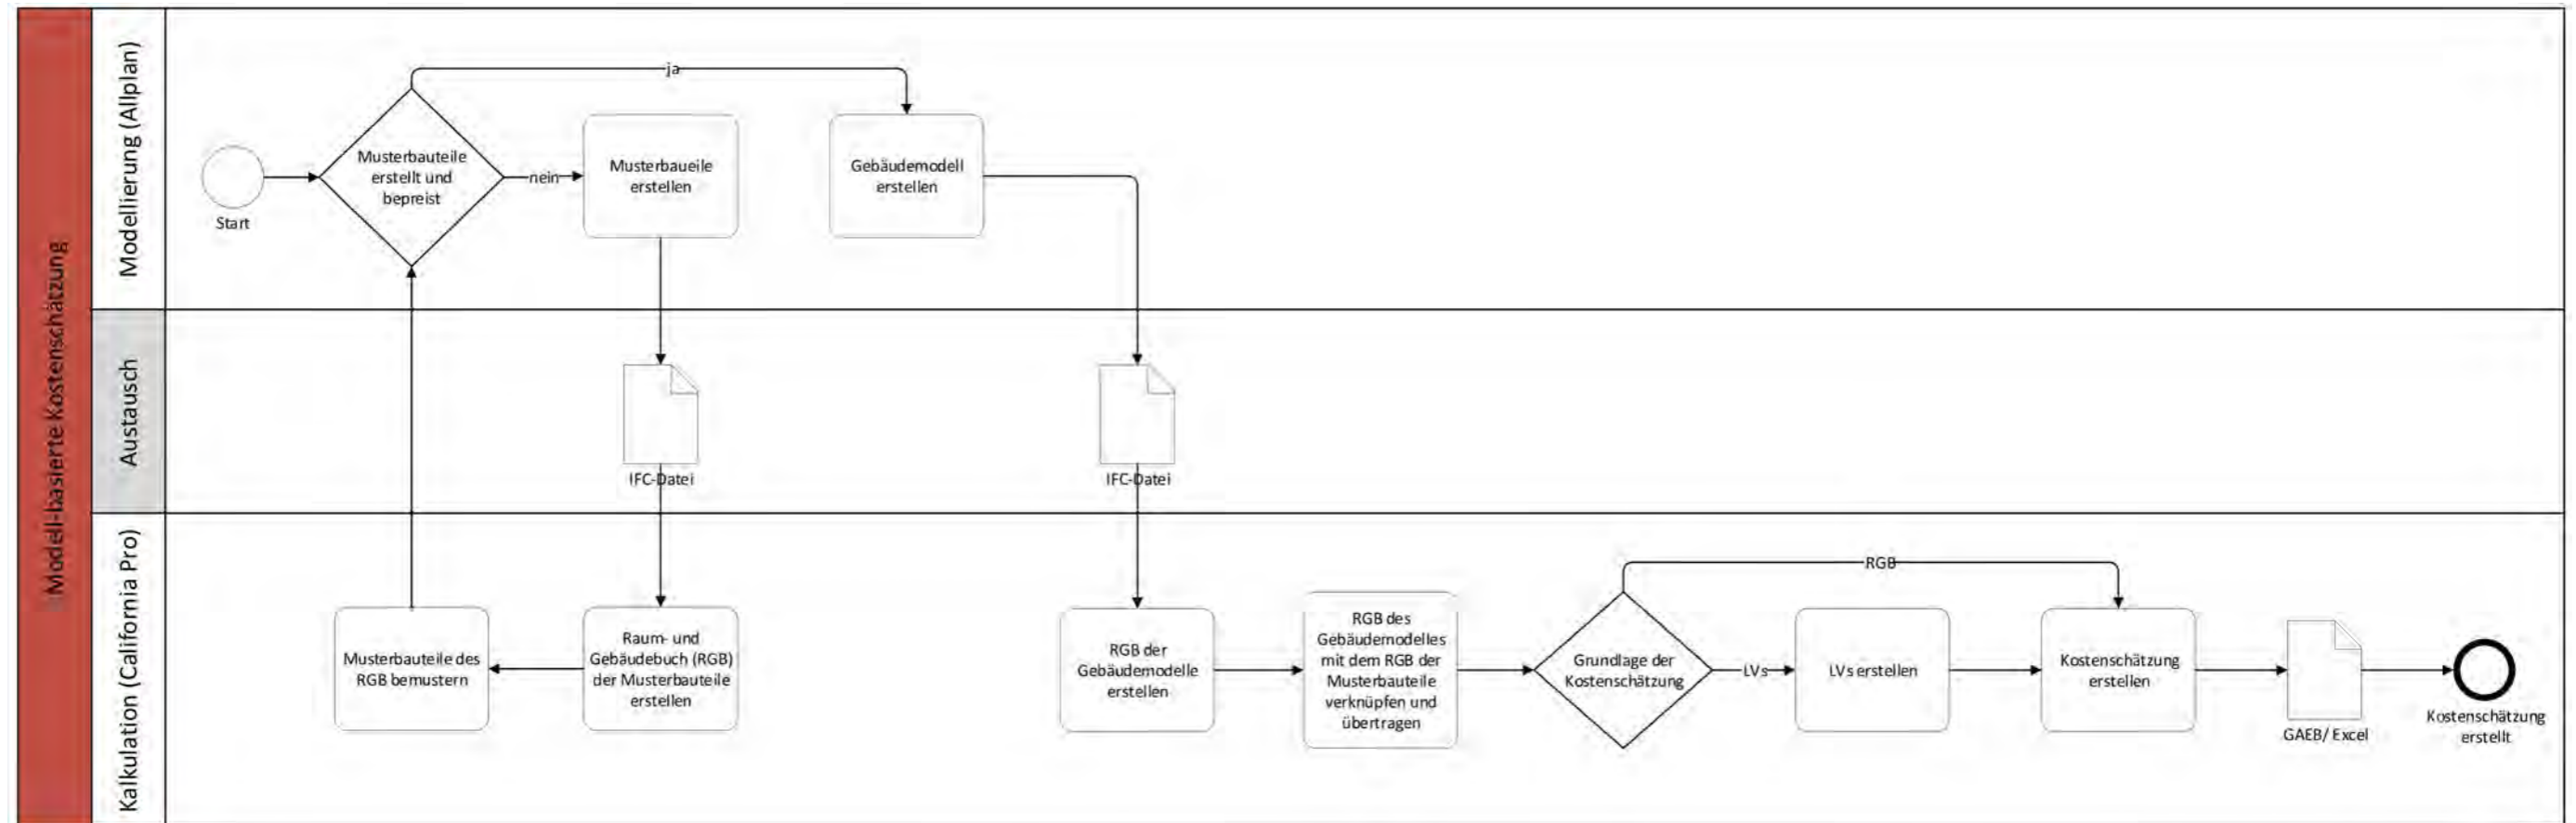 Modell-basierte Kostenschätzung
Modellierung (Allplan)
Start
Musterbauteile
erstellt und
bepreist
ja
nein
Musterbaueile
erstellen
Gebäudemodell
erstellen
Austausch
IFC-Datei
IFC-Datei
Kalkulation (California Pro)
Musterbauteile des
RGB bemustern
Raum- und
Gebäudebuch (RGB)
der Musterbauteile
erstellen
RGB der
Gebäudemodelle
erstellen
RGB des
Gebäudemodelles
mit dem RGB der
Musterbauteile
verknüpfen und
übertragen
Grundlage der
Kostenschätzung
RGB
LVs
LVs erstellen
Kostenschätzung
erstellen
GAEB/ Excel
Kostenschätzung
erstellt